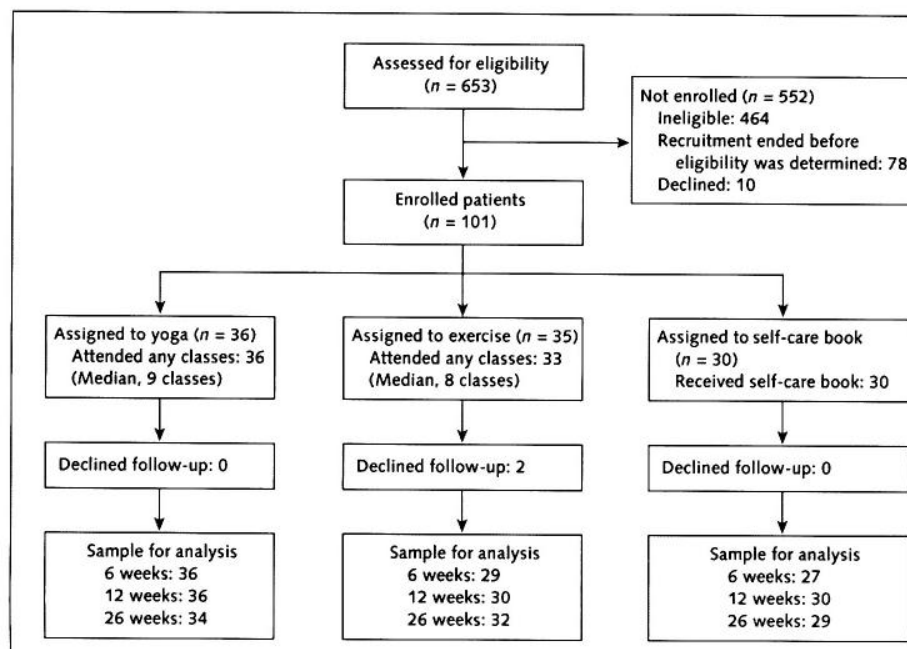 Assessed for eligibility
(n = 653)
Not enrolled (n = 552)
Ineligible: 464
Recruitment ended before
eligibility was determined: 78
Declined: 10
Enrolled patients
(n = 101)
Assigned to yoga (n = 36)
Attended any classes: 36
(Median, 9 classes)
Assigned to exercise (n = 35)
Attended any classes: 33
(Median, 8 classes)
Assigned to self-care book
(n = 30)
Received self-care book: 30
Declined follow-up: 0
Declined follow-up: 2
Declined follow-up: 0
Sample for analysis
6 weeks: 36
12 weeks: 36
26 weeks: 34
Sample for analysis
6 weeks: 29
12 weeks: 30
26 weeks: 32
Sample for analysis
6 weeks: 27
12 weeks: 30
26 weeks: 29